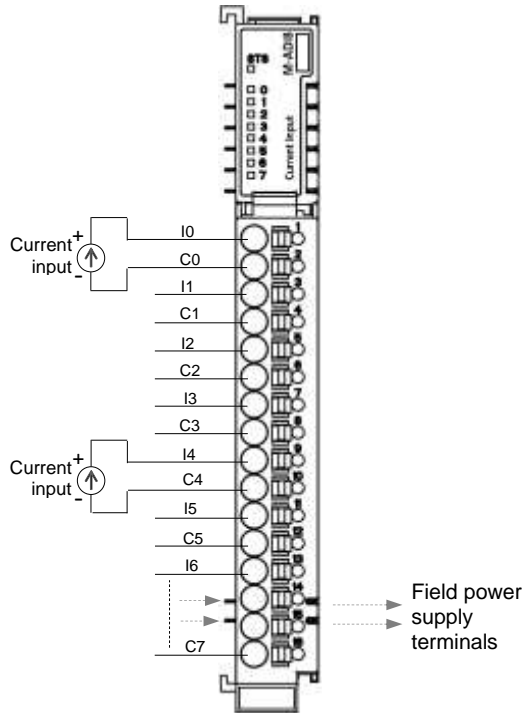 STS
M-ADI8
0
1
2
3
4
5
6
7
Current Input
Current
input
+
-
I0
C0
I1
C1
I2
C2
I3
C3
Current
input
+
-
I4
C4
I5
C5
I6
C7
1
2
3
4
5
6
7
8
9
10
11
12
13
14
15
16
Field power
supply
terminals